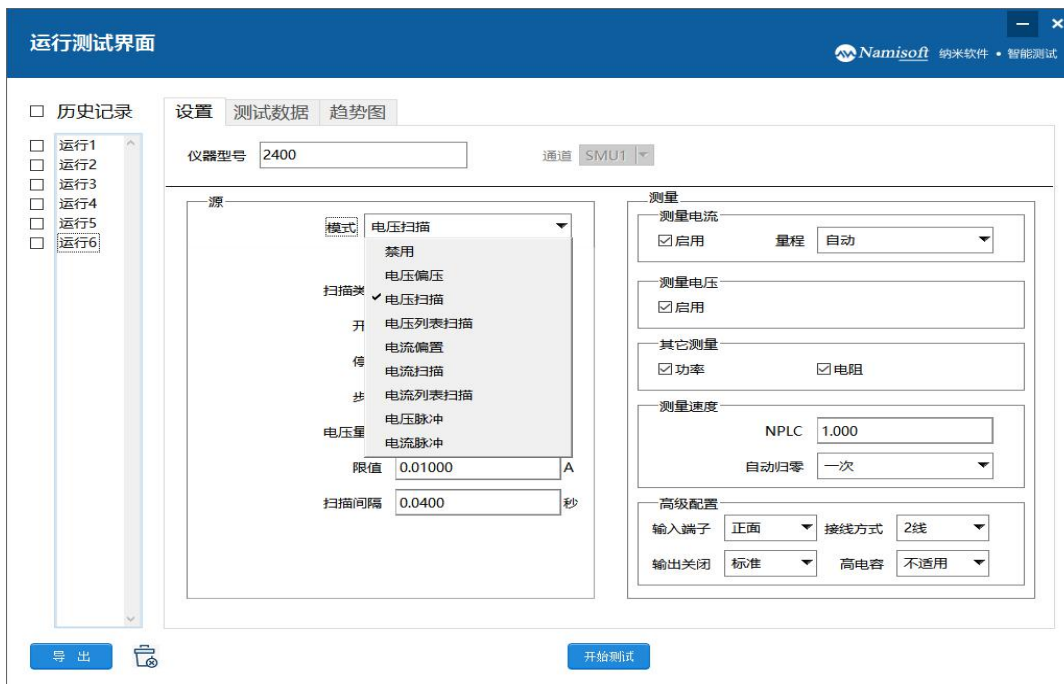 运行测试界面
Namisoft 纳米软件 • 智能测试
历史记录
运行1
运行2
运行3
运行4
运行5
运行6
设置 测试数据 趋势图
仪器型号 2400 通道 SMU1
源
模式 电压扫描
禁用
电压偏压
电压扫描
电压列表扫描
电流偏置
电流扫描
电流列表扫描
电压脉冲
电流脉冲
扫描类
开
停
步
电压量
限值 0.01000 A
扫描间隔 0.0400 秒
测量
测量电流
启用 量程 自动
测量电压
启用
其它测量
功率 电阻
测量速度
NPLC 1.000
自动归零 一次
高级配置
输入端子 正面 接线方式 2线
输出关闭 标准 高电容 不适用
导 出
开始测试